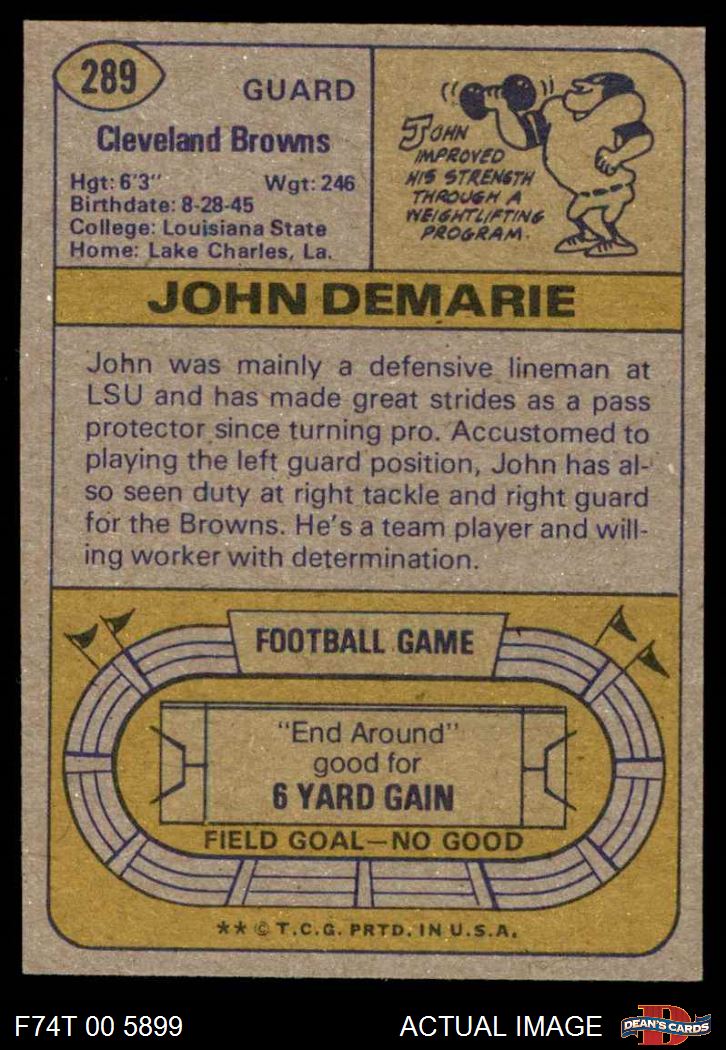 289
GUARD
Cleveland Browns
Hgt: 6'3" Wgt: 246
Birthdate: 8-28-45
College: Louisiana State
Home: Lake Charles, La.
JOHN
IMPROVED
HIS STRENGTH
THROUGH A
WEIGHTLIFTING
PROGRAM.
JOHN DEMARIE
John was mainly a defensive lineman at
LSU and has made great strides as a pass
protector since turning pro. Accustomed to
playing the left guard position, John has al-
so seen duty at right tackle and right guard
for the Browns. He's a team player and will-
ing worker with determination.
FOOTBALL GAME
"End Around"
good for
6 YARD GAIN
FIELD GOAL—NO GOOD
** © T.C.G. PRTD. IN U.S.A.
F74T 00 5899 ACTUAL IMAGE
D
DEAN'S CARDS